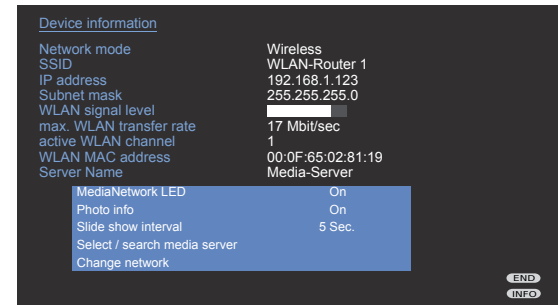 Device information
Network mode Wireless
SSID WLAN-Router 1
IP address 192.168.1.123
Subnet mask 255.255.255.0
WLAN signal level
max. WLAN transfer rate 17 Mbit/sec
active WLAN channel 1
WLAN MAC address 00:0F:65:02:81:19
Server Name Media-Server
MediaNetwork LED On
Photo info On
Slide show interval 5 Sec.
Select / search media server
Change network
END
INFO